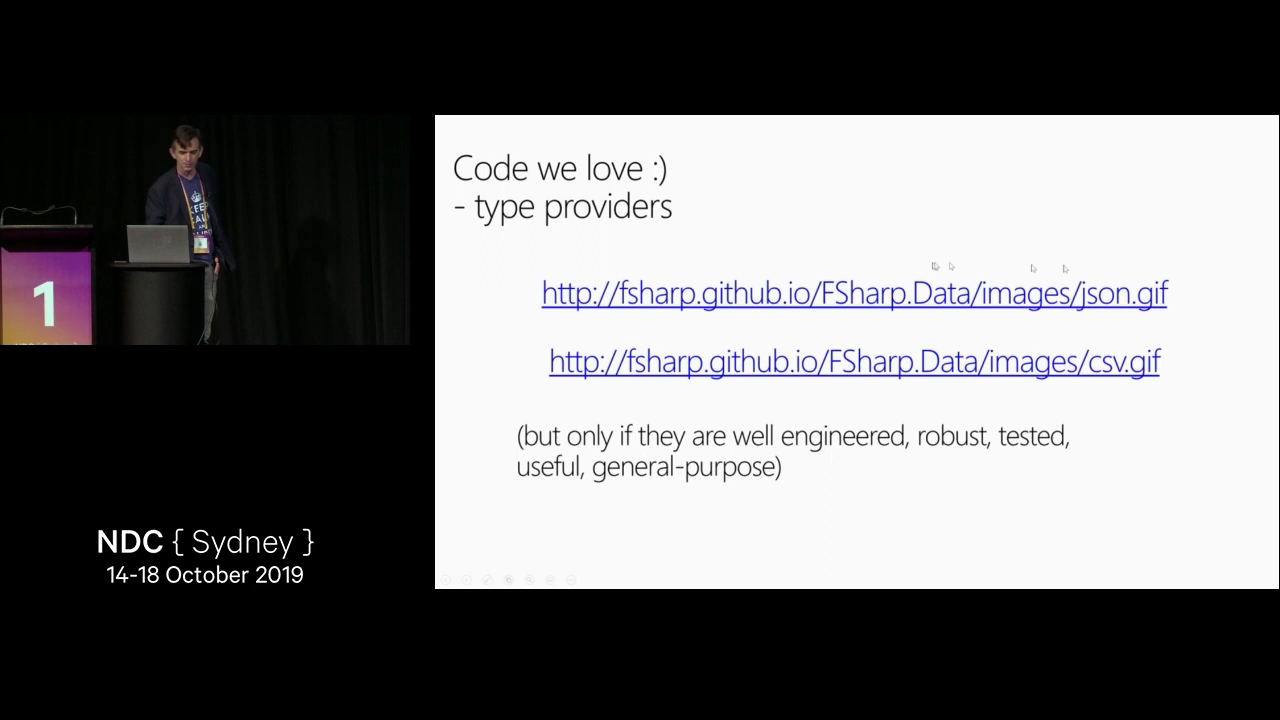 Code we love :)
- type providers
http://fsharp.github.io/FSharp.Data/images/json.gif
http://fsharp.github.io/FSharp.Data/images/csv.gif
(but only if they are well engineered, robust, tested,
useful, general-purpose)
1
NDC { Sydney }
14-18 October 2019